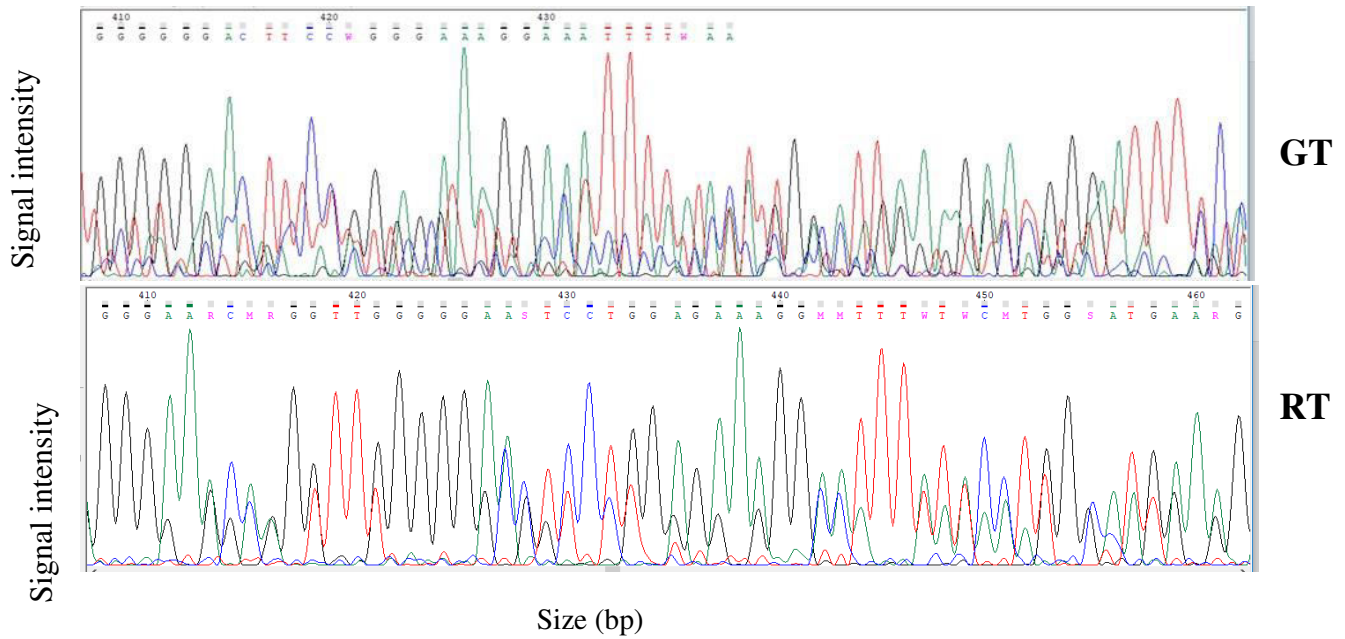 410 420 430
G G G G G G A C T T C C W G G G A A A G G A A A T T T T W A A
Signal intensity
GT
410 420 430 440 450 460
G G G A A R C M R G G T T G G G G G A A S T C C T G G A G A A A G G M M T T T W T W C M T G G S A T G A A R G
Signal intensity
RT
Size (bp)